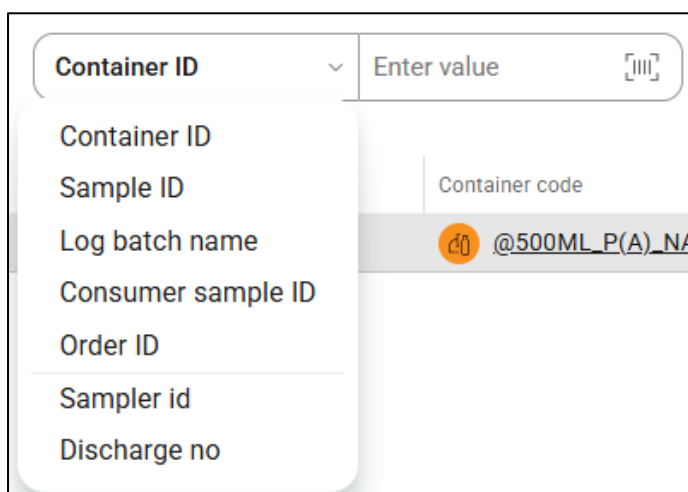 Container ID
Enter value
Container ID
Sample ID
Container code
Log batch name
@500ML_P(A)_NA
Consumer sample ID
Order ID
Sampler id
Discharge no